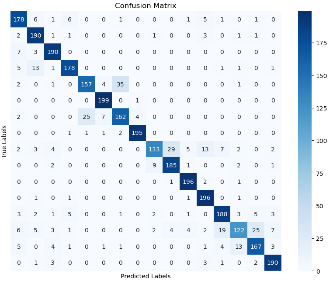 Confusion Matrix
178 6 1 6 0 0 1 0 0 0 1 5 1 0 1 0
2 190 1 1 0 0 0 0 1 0 0 3 0 1 1 0
7 3 190 0 0 0 0 0 0 0 0 0 0 0 0 0
5 13 1 178 0 0 0 0 0 0 0 0 0 1 1 1
2 0 1 0 157 4 35 0 0 0 0 0 0 1 0 0
0 0 0 0 0 199 0 1 0 0 0 0 0 0 0 0
2 0 0 0 25 7 162 4 0 0 0 0 0 0 0 0
0 0 0 1 1 1 2 195 0 0 0 0 0 0 0 0
2 3 4 0 0 0 0 0 133 29 5 13 7 2 0 2
0 0 2 0 0 0 0 0 9 185 1 0 0 2 0 1
0 0 0 0 0 0 0 0 0 1 196 2 0 1 0 0
0 1 0 1 0 0 0 0 0 0 1 196 0 1 0 0
3 2 1 5 0 0 1 0 0 0 1 0 188 3 5 3
6 5 3 1 0 0 0 0 2 4 4 2 19 122 25 7
5 0 4 0 1 0 1 1 0 0 0 1 4 13 167 3
0 1 3 0 0 0 0 0 0 0 0 3 1 0 2 190
True Labels
Predicted Labels
175
150
125
100
75
50
25
0